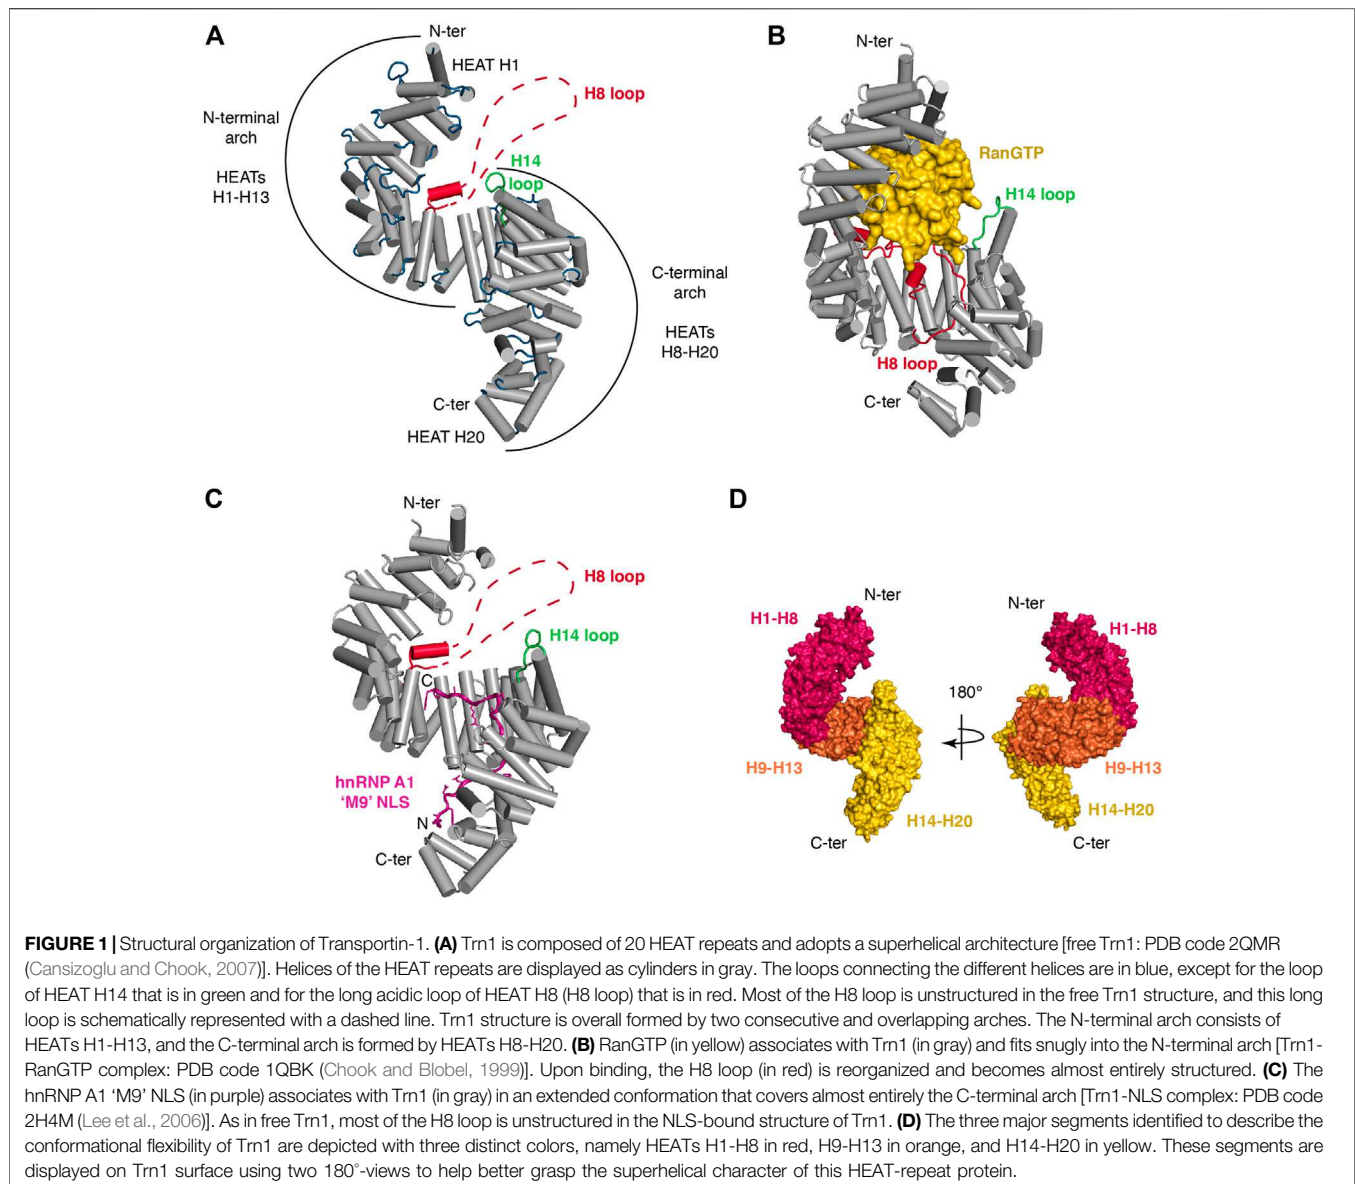 A
N-ter
HEAT H1
H8 loop
N-terminal
arch
H14
loop
HEATs
H1-H13
C-terminal
arch
HEATs
H8-H20
C-ter
HEAT H20
B
N-ter
RanGTP
H14 loop
H8 loop
C-ter
C
N-ter
H8 loop
H14 loop
C
hnRNP A1
‘M9’ NLS
N
C-ter
D
N-ter
H1-H8
180°
H9-H13
H14-H20
C-ter
N-ter
H1-H8
H9-H13
H14-H20
C-ter
FIGURE 1 | Structural organization of Transportin-1. (A) Trn1 is composed of 20 HEAT repeats and adopts a superhelical architecture [free Trn1: PDB code 2QMR
(Cansizoglu and Chook, 2007)]. Helices of the HEAT repeats are displayed as cylinders in gray. The loops connecting the different helices are in blue, except for the loop
of HEAT H14 that is in green and for the long acidic loop of HEAT H8 (H8 loop) that is in red. Most of the H8 loop is unstructured in the free Trn1 structure, and this long
loop is schematically represented with a dashed line. Trn1 structure is overall formed by two consecutive and overlapping arches. The N-terminal arch consists of
HEATs H1-H13, and the C-terminal arch is formed by HEATs H8-H20. (B) RanGTP (in yellow) associates with Trn1 (in gray) and fits snugly into the N-terminal arch [Trn1-
RanGTP complex: PDB code 1QBK (Chook and Blobel, 1999)]. Upon binding, the H8 loop (in red) is reorganized and becomes almost entirely structured. (C) The
hnRNP A1 ‘M9’ NLS (in purple) associates with Trn1 (in gray) in an extended conformation that covers almost entirely the C-terminal arch [Trn1-NLS complex: PDB code
2H4M (Lee et al., 2006)]. As in free Trn1, most of the H8 loop is unstructured in the NLS-bound structure of Trn1. (D) The three major segments identified to describe the
conformational flexibility of Trn1 are depicted with three distinct colors, namely HEATs H1-H8 in red, H9-H13 in orange, and H14-H20 in yellow. These segments are
displayed on Trn1 surface using two 180°-views to help better grasp the superhelical character of this HEAT-repeat protein.